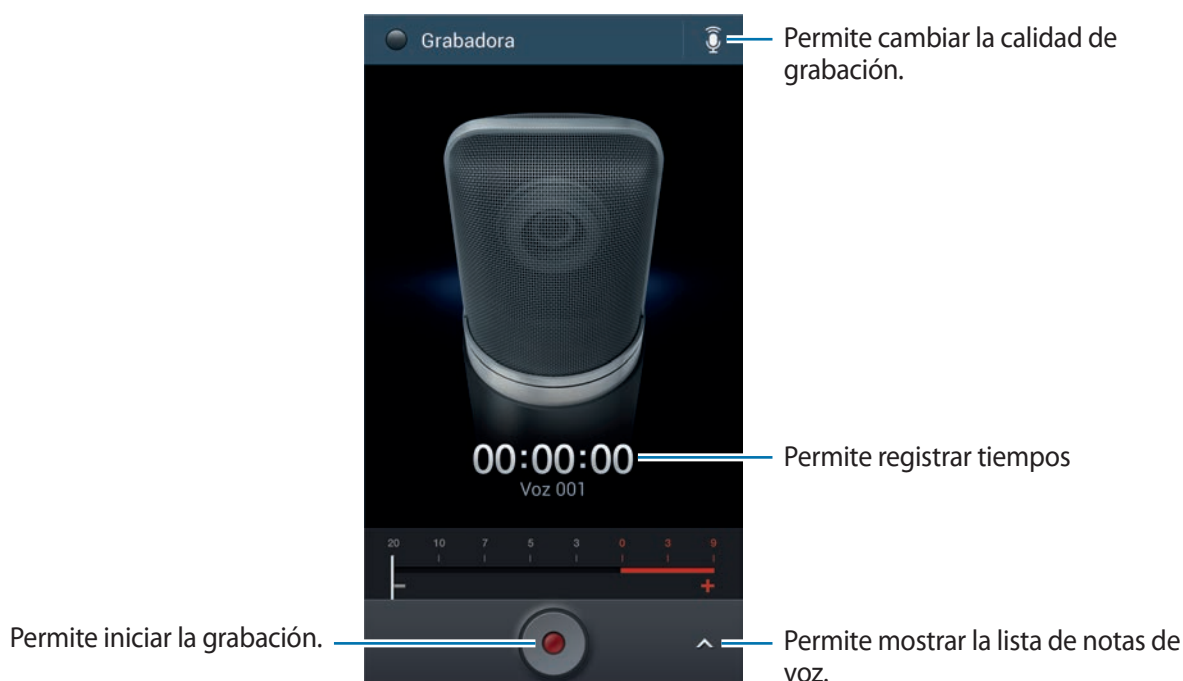 Grabadora
Permite cambiar la calidad de
grabación.
00:00:00
Permite registrar tiempos
Voz 001
20 10 7 5 3 0 3 9
- +
Permite iniciar la grabación.
Permite mostrar la lista de notas de
voz.